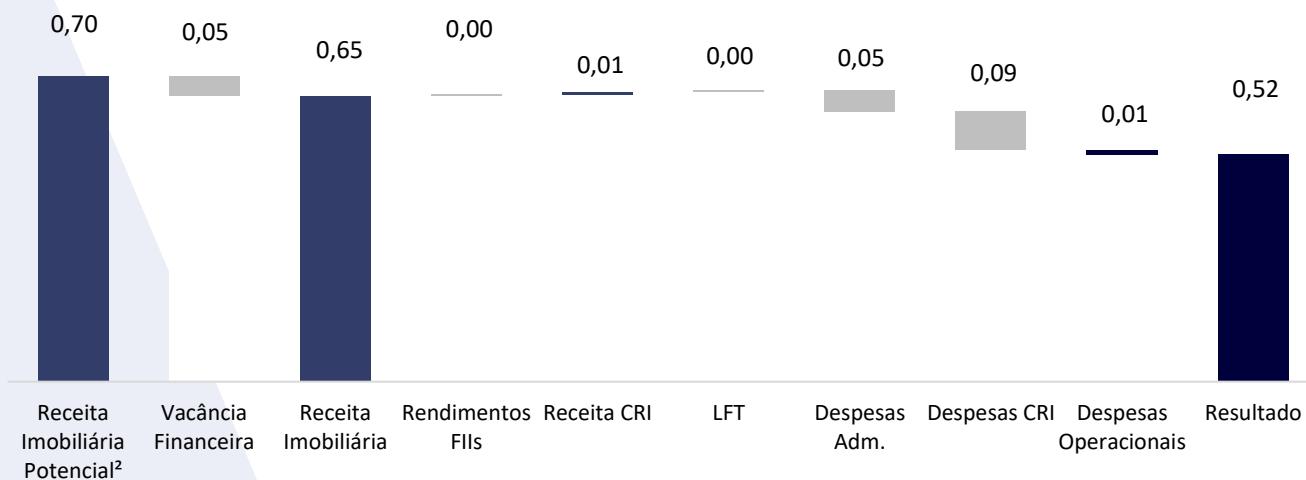 0,70
0,05
0,65
0,00
0,01
0,00
0,05
0,09
0,01
0,52
Receita
Imobiliária
Potencial²
Vacância
Financeira
Receita
Imobiliária
Rendimentos
FIIs
Receita CRI
LFT
Despesas
Adm.
Despesas CRI
Despesas
Operacionais
Resultado